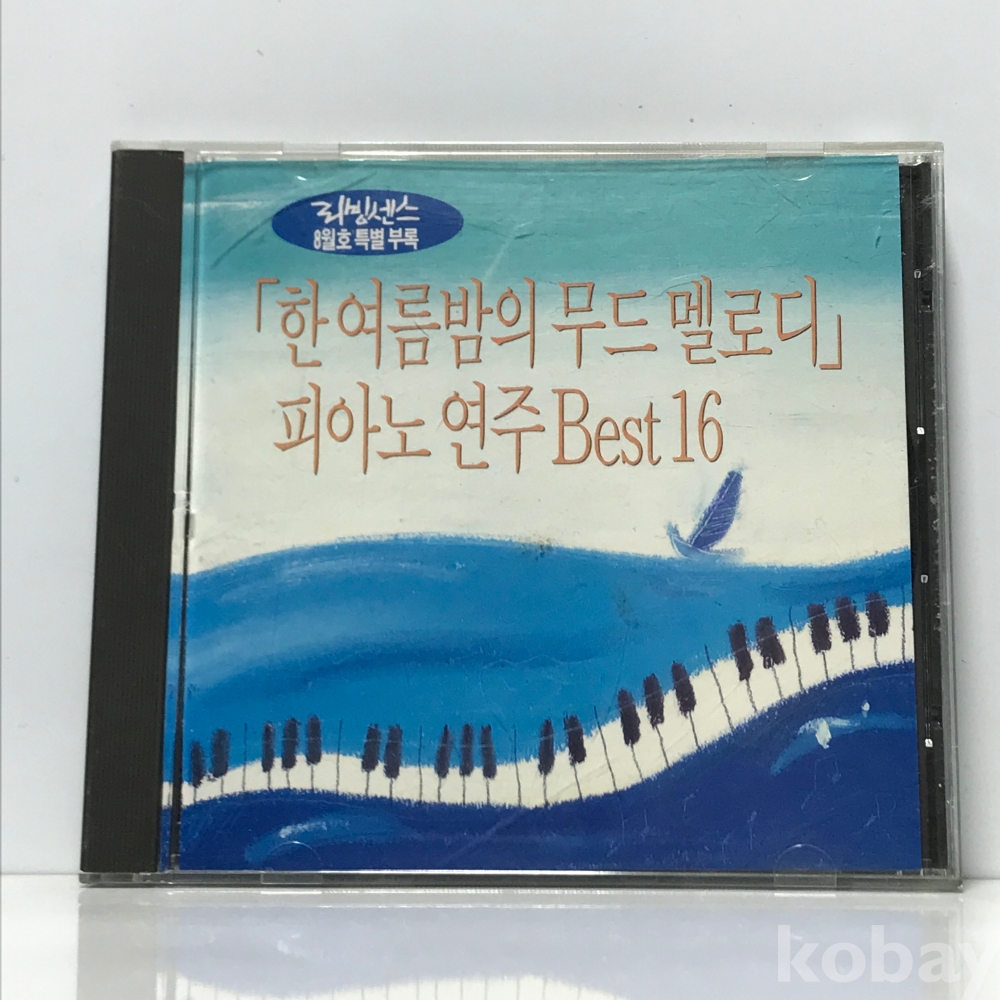 리빙센스
8월호 특별 부록
「한 여름밤의 무드 멜로디」
피아노 연주 Best 16
kobay